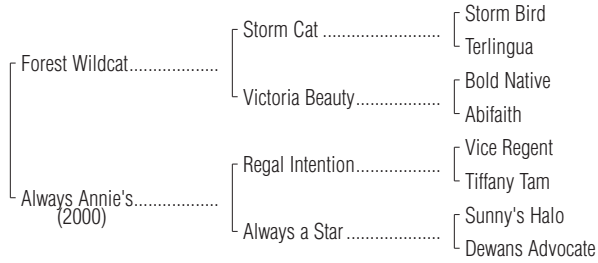 Storm Bird
Storm Cat ..........................
Terlingua
Forest Wildcat....................
Bold Native
Victoria Beauty...................
Abifaith
Vice Regent
Regal Intention...................
Tiffany Tam
Always Annie's...................
(2000)
Sunny's Halo
Always a Star .....................
Dewans Advocate